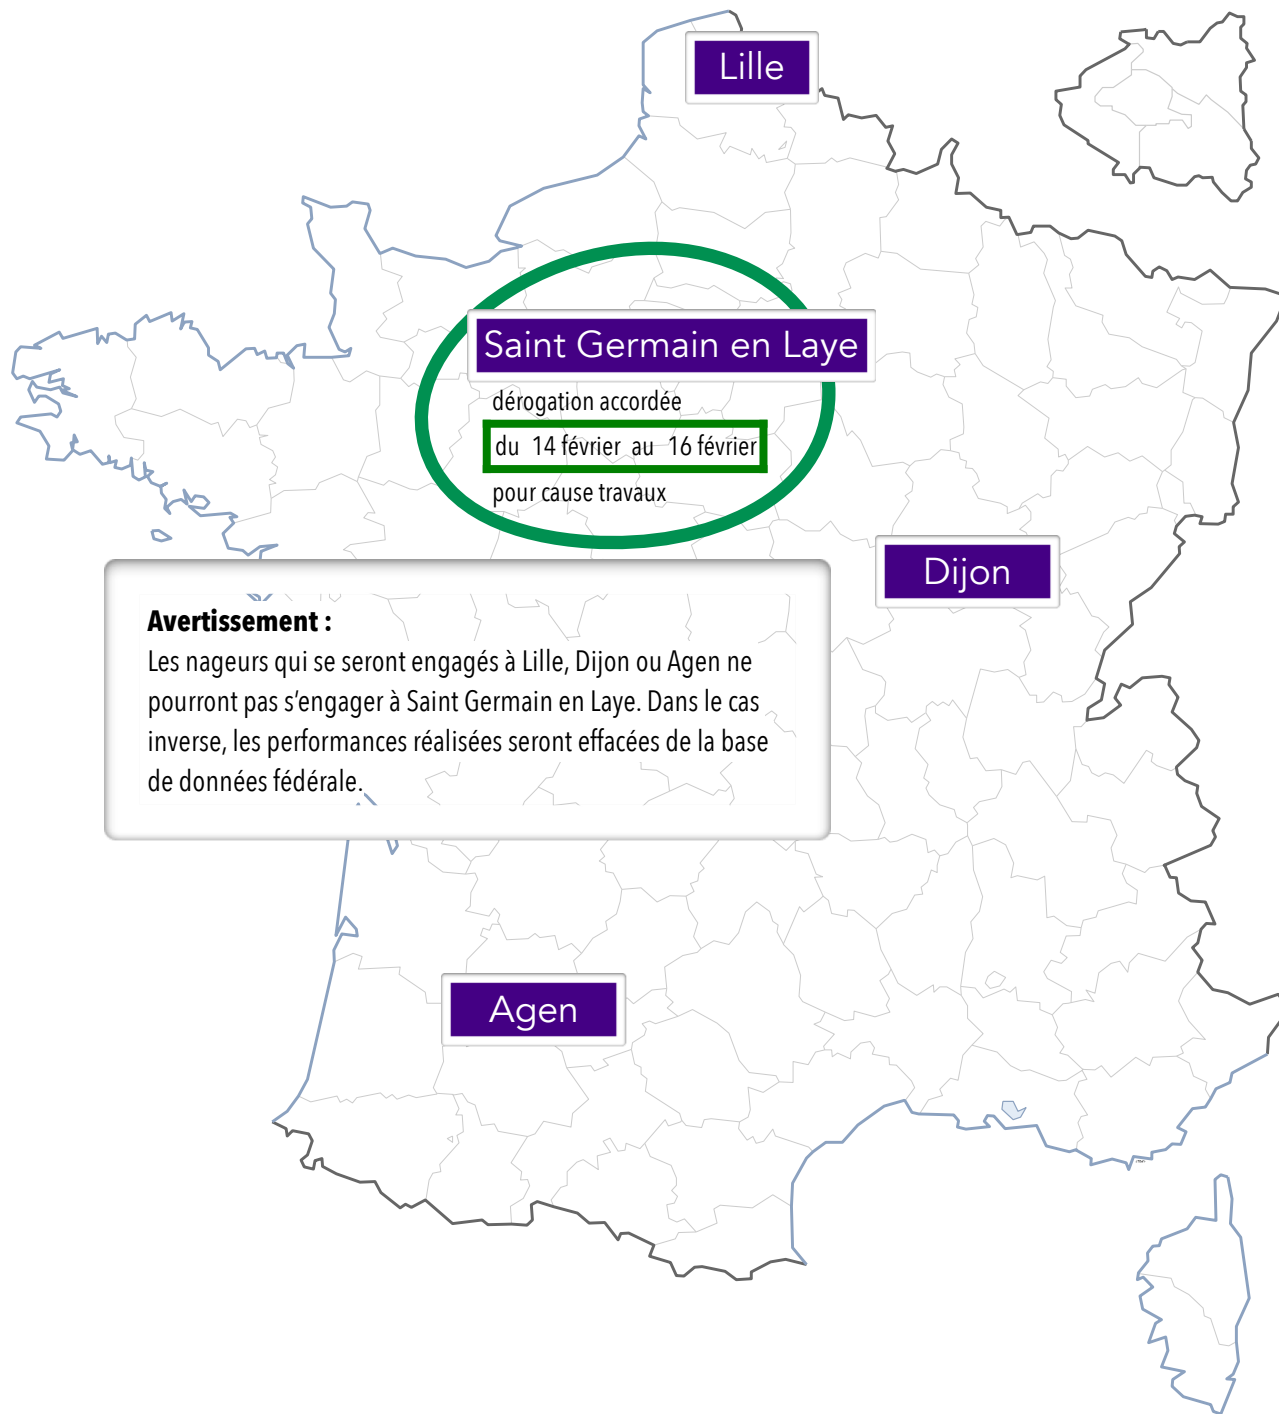 Lille
Saint Germain en Laye
dérogation accordée
du 14 février au 16 février
pour cause travaux
Dijon
Avertissement :
Les nageurs qui se seront engagés à Lille, Dijon ou Agen ne
pourront pas s’engager à Saint Germain en Laye. Dans le cas
inverse, les performances réalisées seront effacées de la base
de données fédérale.
Agen